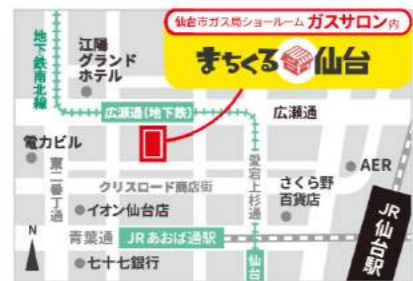 仙台市ガス局ショールーム ガスサロン内
まちくる仙台
地下鉄南北線
江陽
グランド
ホテル
広瀬通(地下鉄)
広瀬通
電力ビル
東二番丁通
愛宕上杉通
AER
クリスロード商店街
さくら野
百貨店
イオン仙台店
JR仙台駅
N
青葉通
JRあおば通駅
仙台
七十七銀行